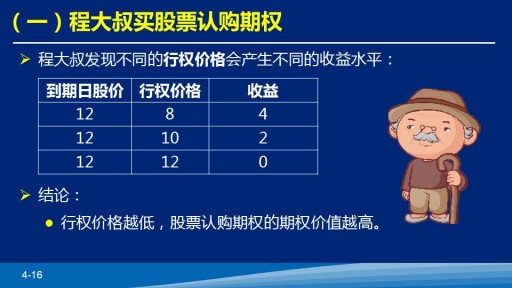 （一）程大叔买股票认购期权
程大叔发现不同的行权价格会产生不同的收益水平：
到期日股价 行权价格 收益
12 8 4
12 10 2
12 12 0
结论：
行权价格越低，股票认购期权的期权价值越高。
4-16